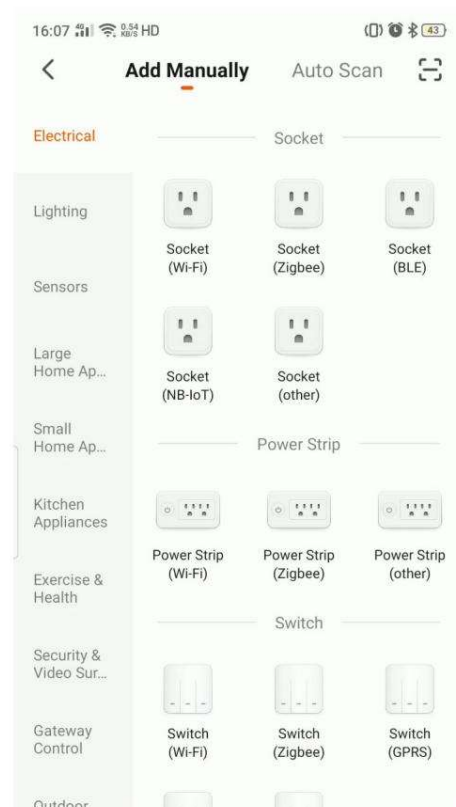 16:07 4G 0.54 KB/S HD 43
Add Manually Auto Scan
Electrical
Lighting
Sensors
Large
Home Ap...
Small
Home Ap...
Kitchen
Appliances
Exercise &
Health
Security &
Video Sur...
Gateway
Control
Outdoor
Socket
Socket
(Wi-Fi)
Socket
(Zigbee)
Socket
(BLE)
Socket
(NB-IoT)
Socket
(other)
Power Strip
Power Strip
(Wi-Fi)
Power Strip
(Zigbee)
Power Strip
(other)
Switch
Switch
(Wi-Fi)
Switch
(Zigbee)
Switch
(GPRS)